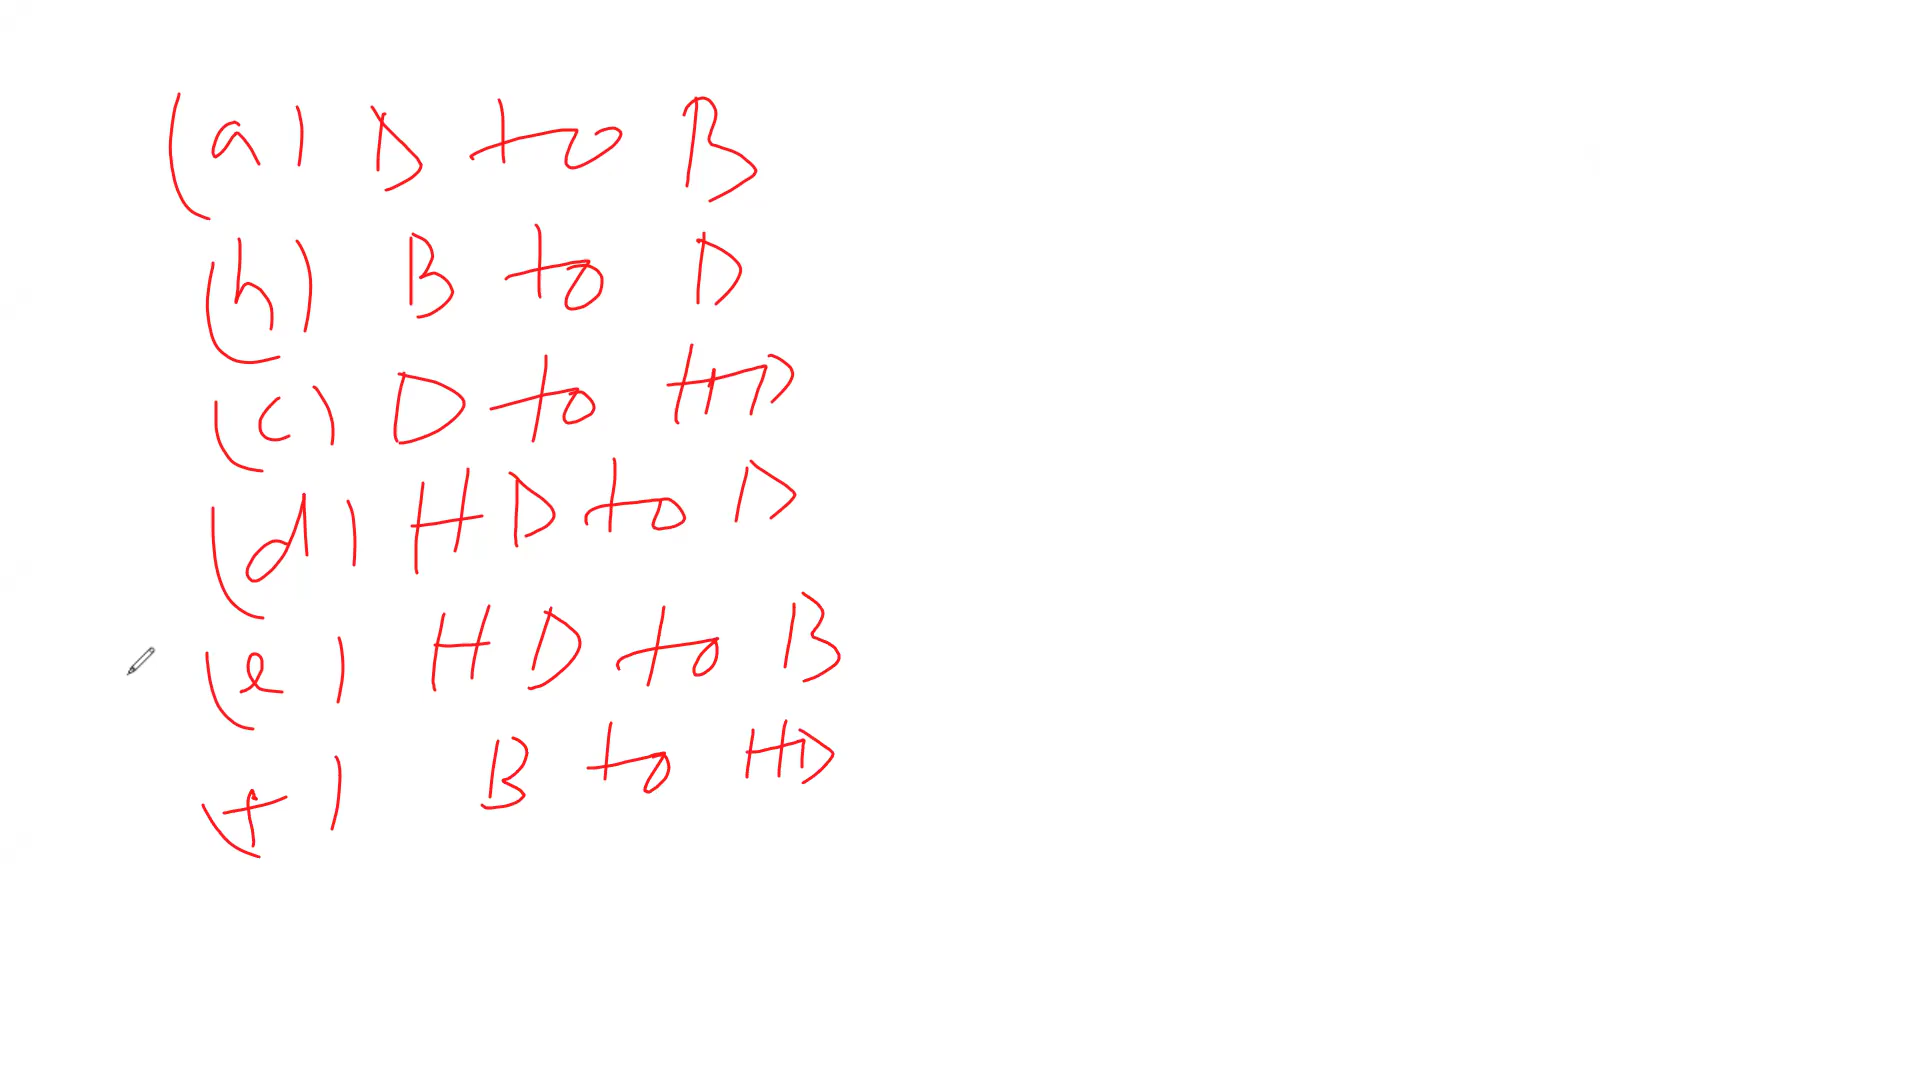 (a) D to B
(b) B to D
(c) D to HD
(d) HD to D
(e) HD to B
(f) B to HD